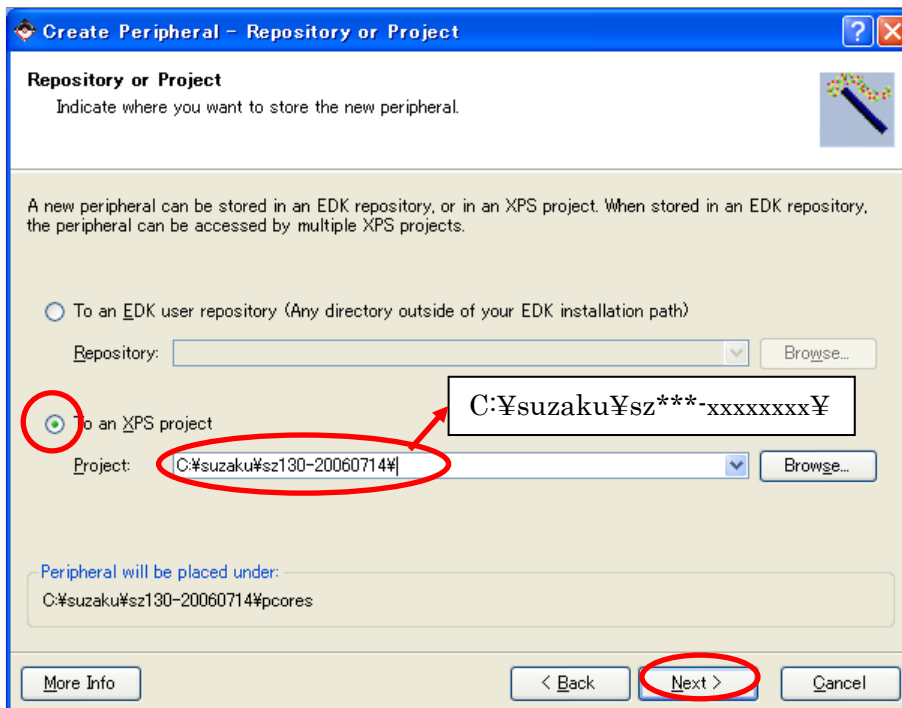 Create Peripheral - Repository or Project
Repository or Project
Indicate where you want to store the new peripheral.
A new peripheral can be stored in an EDK repository, or in an XPS project. When stored in an EDK repository,
the peripheral can be accessed by multiple XPS projects.
To an EDK user repository (Any directory outside of your EDK installation path)
Repository:
Browse...
C:¥suzaku¥sz***-xxxxxxxx¥
To an XPS project
Project:
C:¥suzaku¥sz130-20060714¥
Browse...
Peripheral will be placed under:
C:¥suzaku¥sz130-20060714¥pcores
More Info
< Back
Next >
Cancel